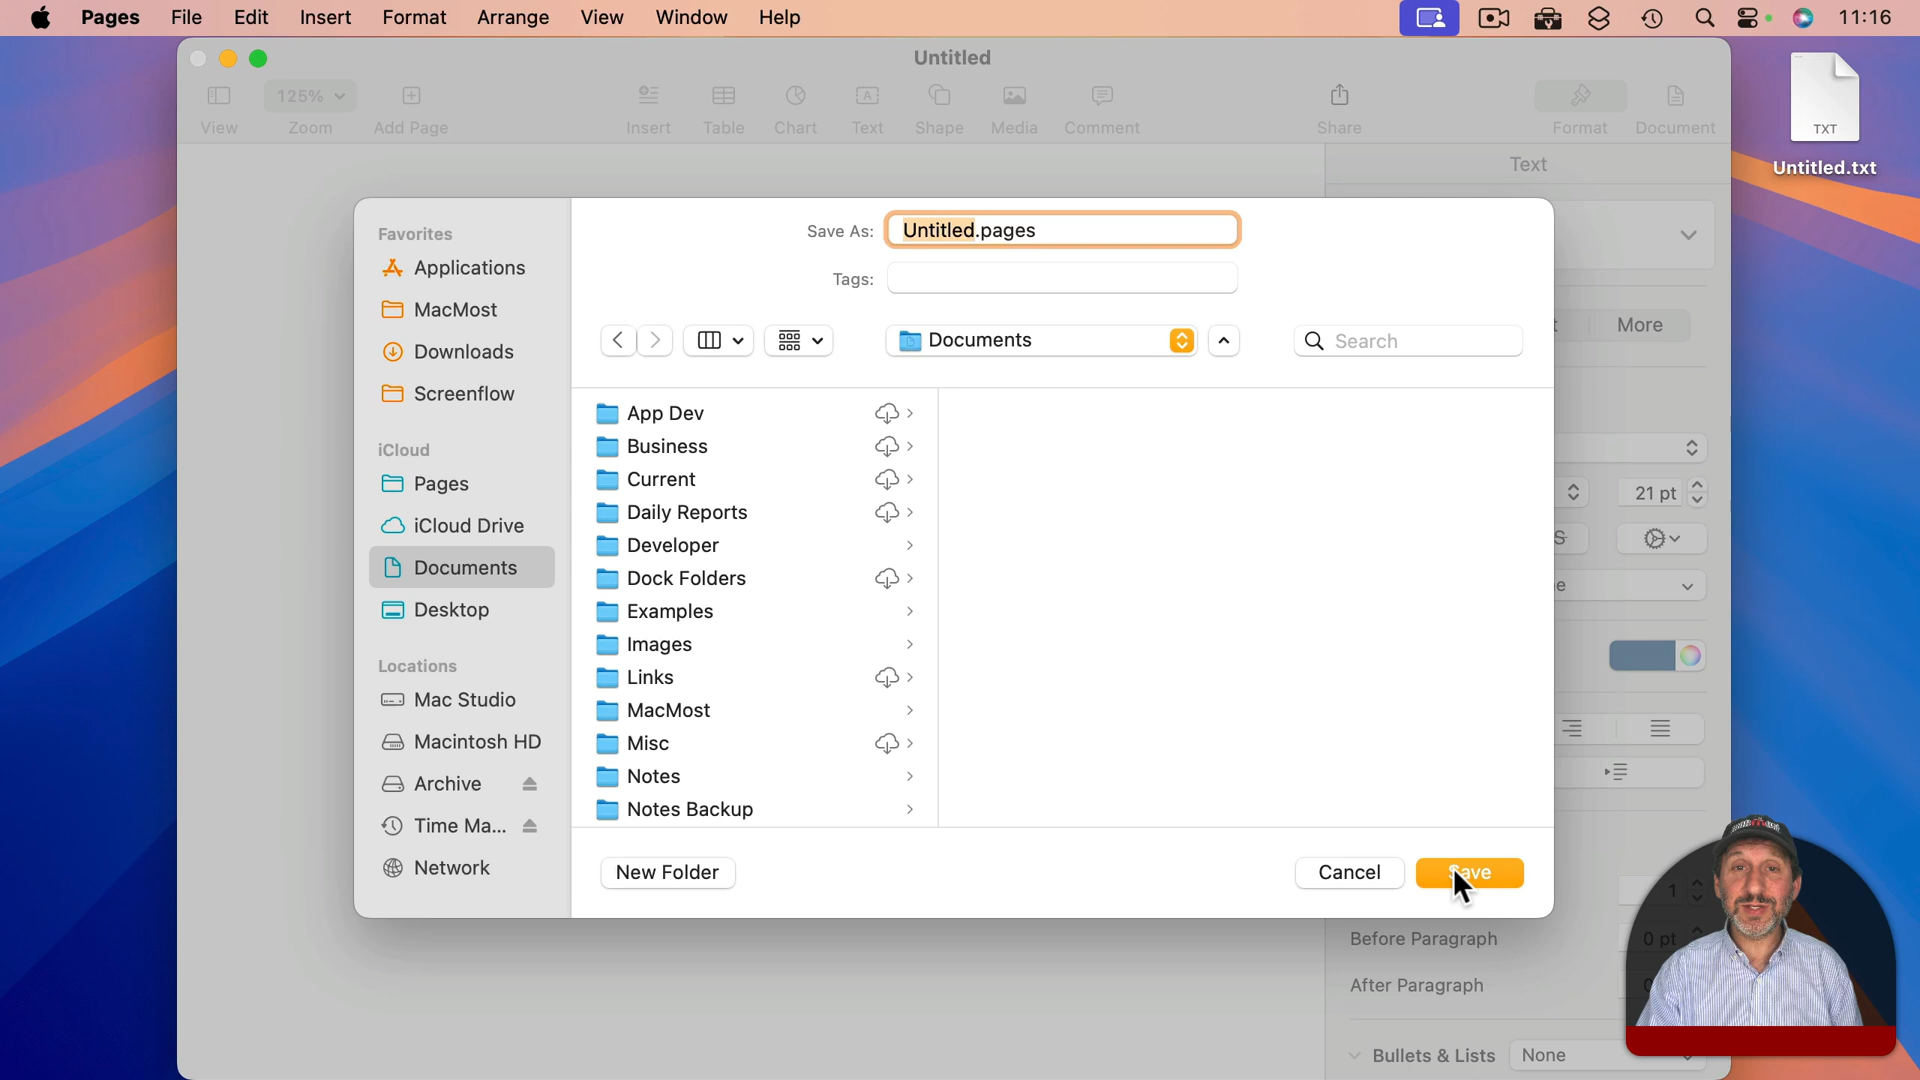 Pages File Edit Insert Format Arrange View Window Help 11:16
Untitled
125%
View Zoom Add Page Insert Table Chart Text Shape Media Comment Share Format Document
TXT
Untitled.txt
Text
More
21 pt
Before Paragraph 0 pt
After Paragraph
Bullets & Lists None
Save As: Untitled.pages
Tags:
Documents
Search
Favorites
Applications
MacMost
Downloads
Screenflow
iCloud
Pages
iCloud Drive
Documents
Desktop
Locations
Mac Studio
Macintosh HD
Archive
Time Ma...
Network
App Dev
Business
Current
Daily Reports
Developer
Dock Folders
Examples
Images
Links
MacMost
Misc
Notes
Notes Backup
New Folder Cancel Save